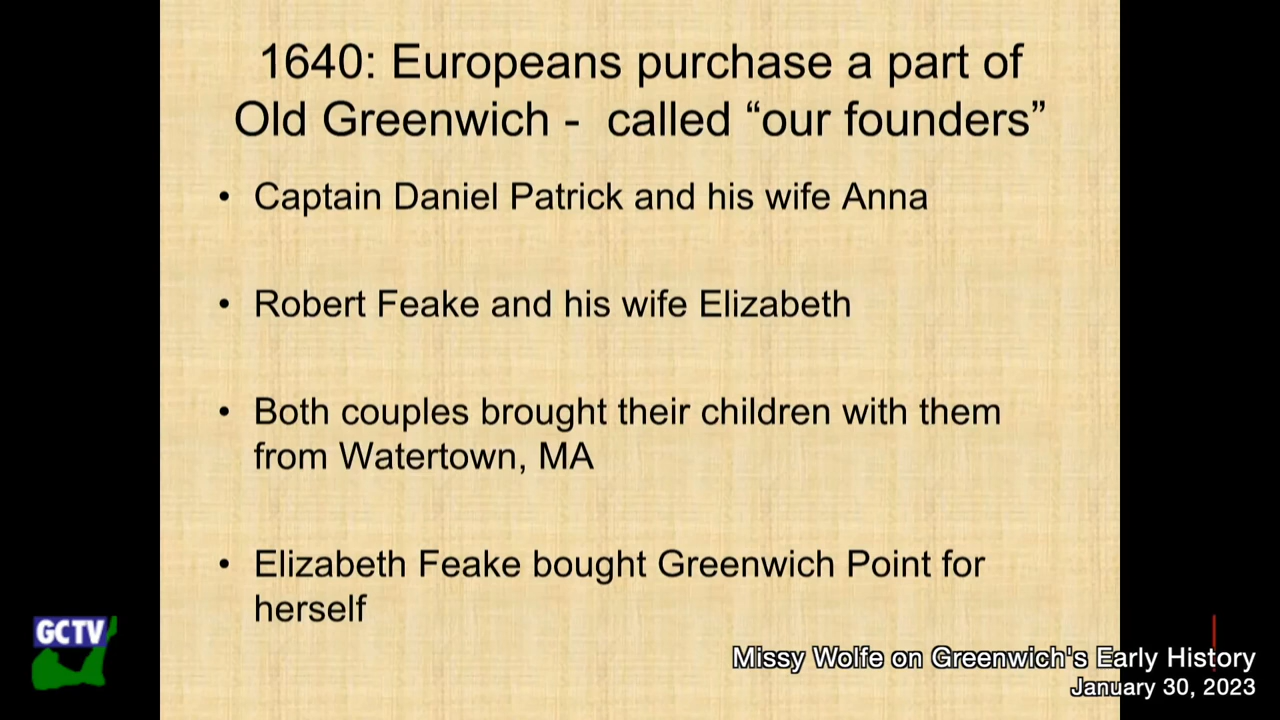 1640: Europeans purchase a part of
Old Greenwich - called “our founders”
• Captain Daniel Patrick and his wife Anna
• Robert Feake and his wife Elizabeth
• Both couples brought their children with them
from Watertown, MA
• Elizabeth Feake bought Greenwich Point for
herself
GCTV
Missy Wolfe on Greenwich's Early History
January 30, 2023